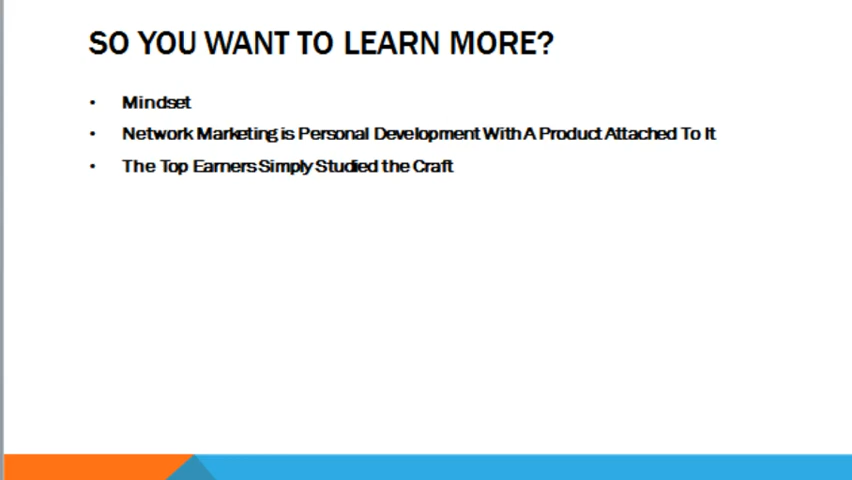 SO YOU WANT TO LEARN MORE?
• Mindset
• Network Marketing is Personal Development With A Product Attached To It
• The Top Earners Simply Studied the Craft